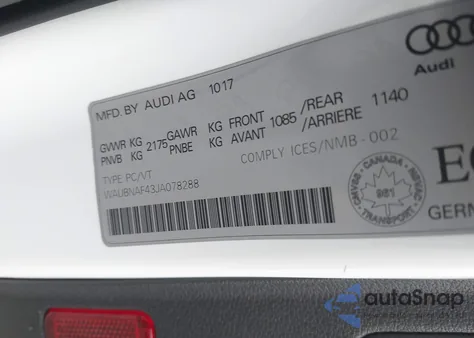 MFD. BY AUDI AG 1017
Audi
GVWR KG 2175 GAWR KG FRONT 1085 /REAR 1140
PNVB KG PNBE KG AVANT /ARRIERE
COMPLY ICES/NMB-002
TYPE PC/VT
WAUBNAF43JA078288
CANADA
TRANSPORT
GERM
autoSnap